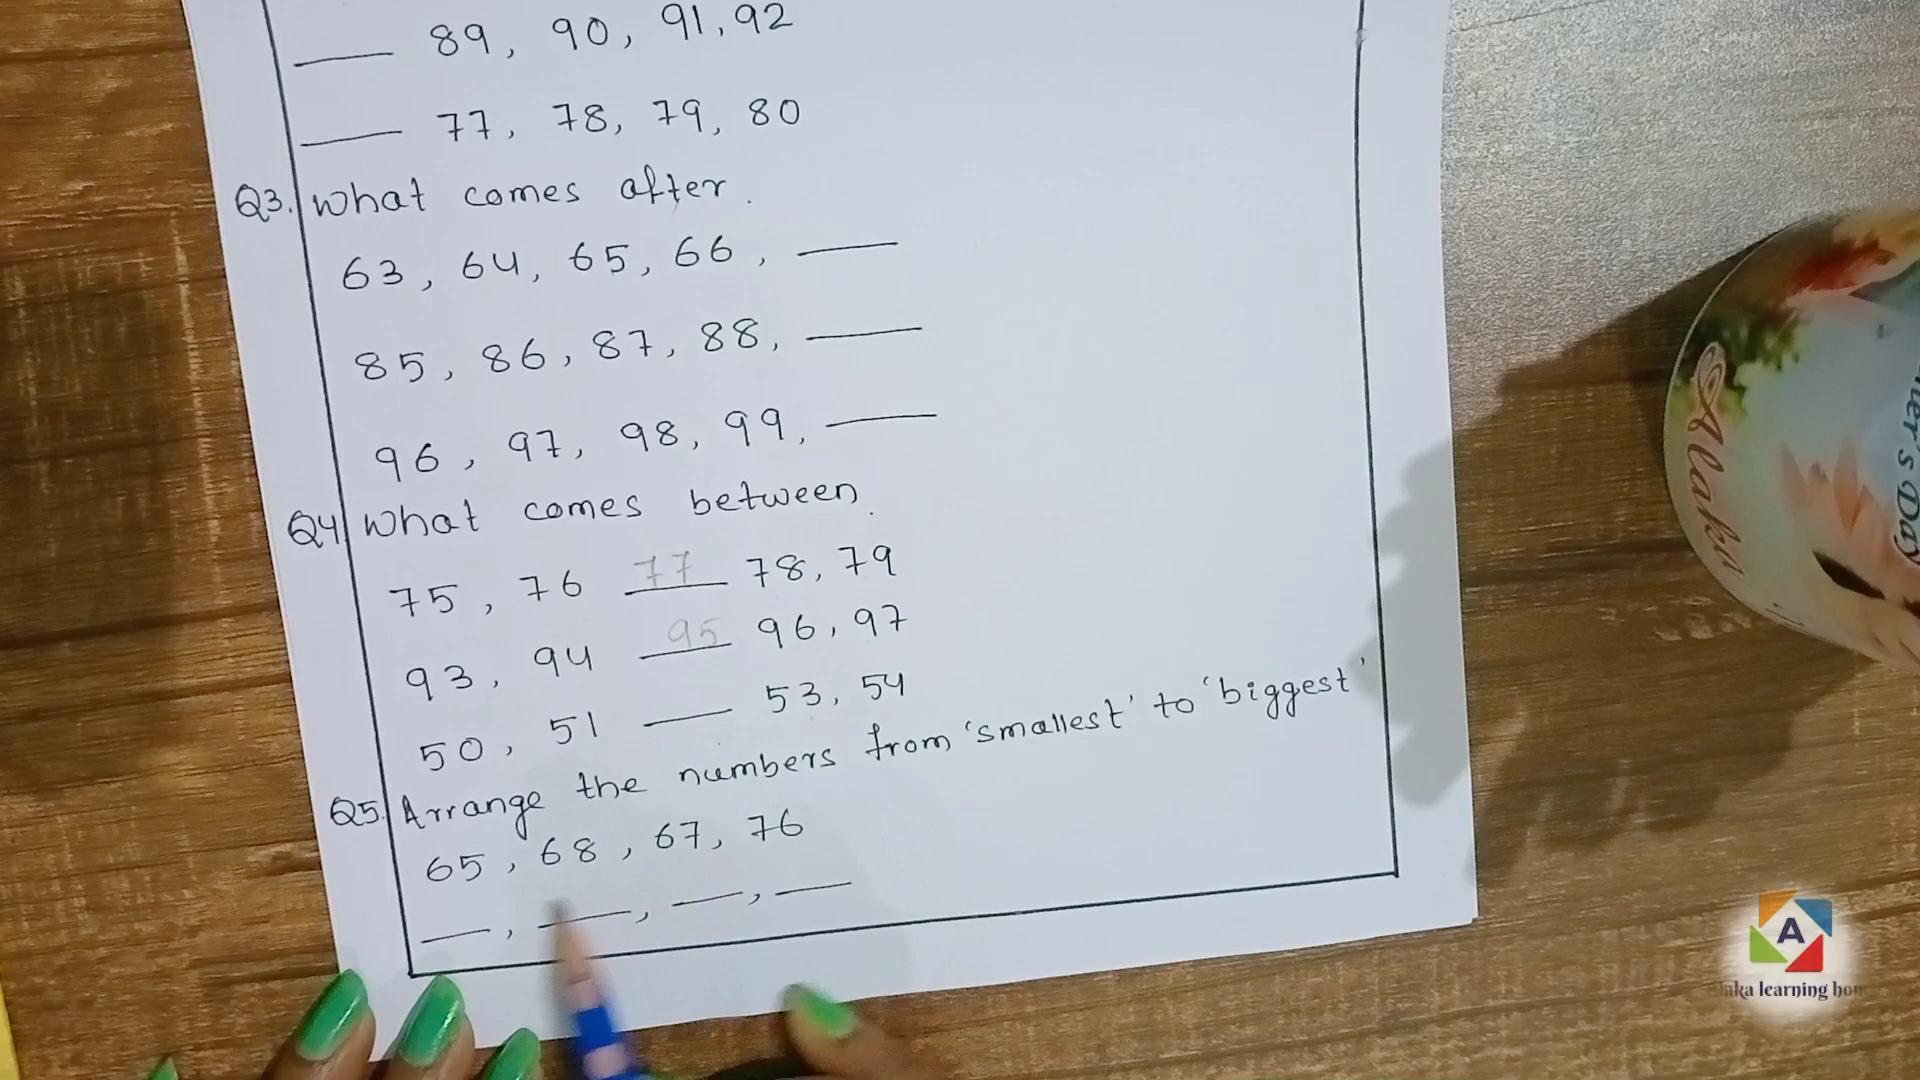 ___ 89, 90, 91, 92
___ 77, 78, 79, 80
Q3. What comes after.
63, 64, 65, 66, ___
85, 86, 87, 88, ___
96, 97, 98, 99, ___
Q4 What comes between.
75, 76 77 78, 79
93, 94 95 96, 97
50, 51 ___ 53, 54
Q5. Arrange the numbers from 'smallest' to 'biggest'
65, 68, 67, 76
___, ___, ___, ___
Alaka
Day
A
learning